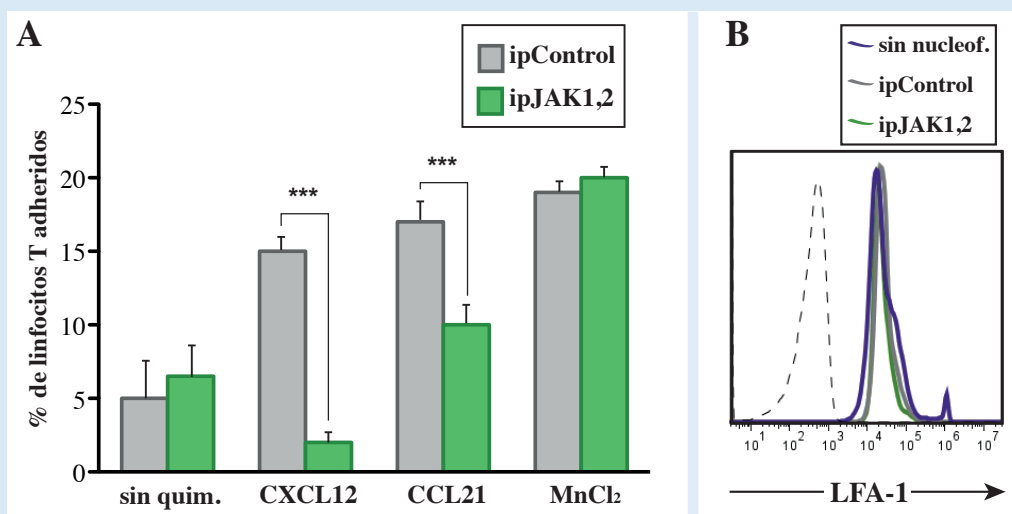 A
ipControl
ipJAK1,2
% de linfocitos T adheridos
25
20
15
10
5
0
***
***
sin quim.
CXCL12
CCL21
MnCl₂
B
sin nucleof.
ipControl
ipJAK1,2
10¹ 10² 10³ 10⁴ 10⁵ 10⁶ 10⁷
LFA-1